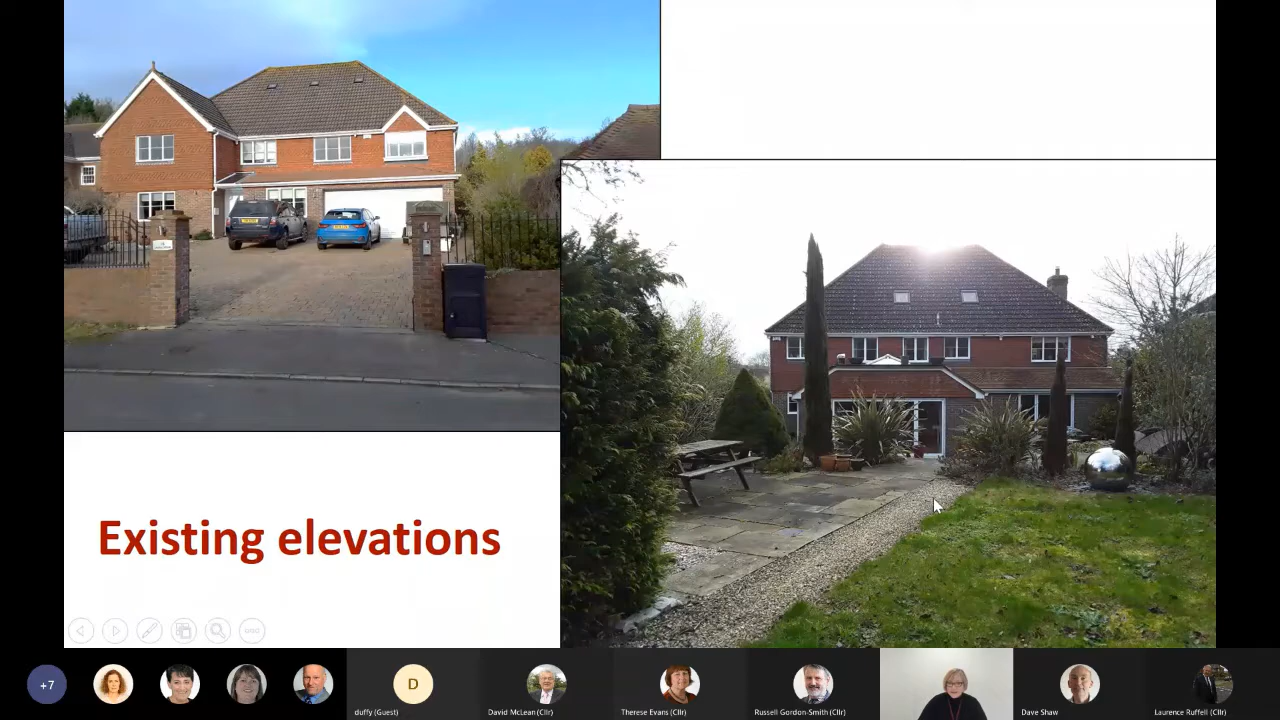 Existing elevations
+7
D
duffy (Guest)
David McLean (Cllr)
Therese Evans (Cllr)
Russell Gordon-Smith (Cllr)
Dave Shaw
Laurence Ruffell (Cllr)